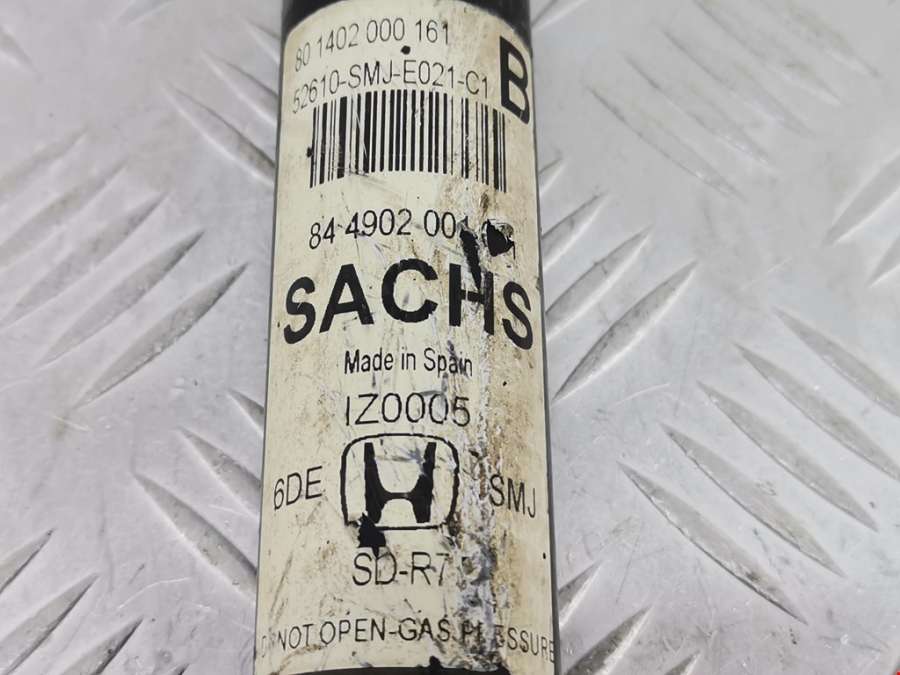 80 1402 000 161
52610-SMJ-E021-C1
B
84 4902
SACHS
Made in Spain
IZ0005
6DE SMJ
SD-R7
NOT OPEN-GAS PRESSURE